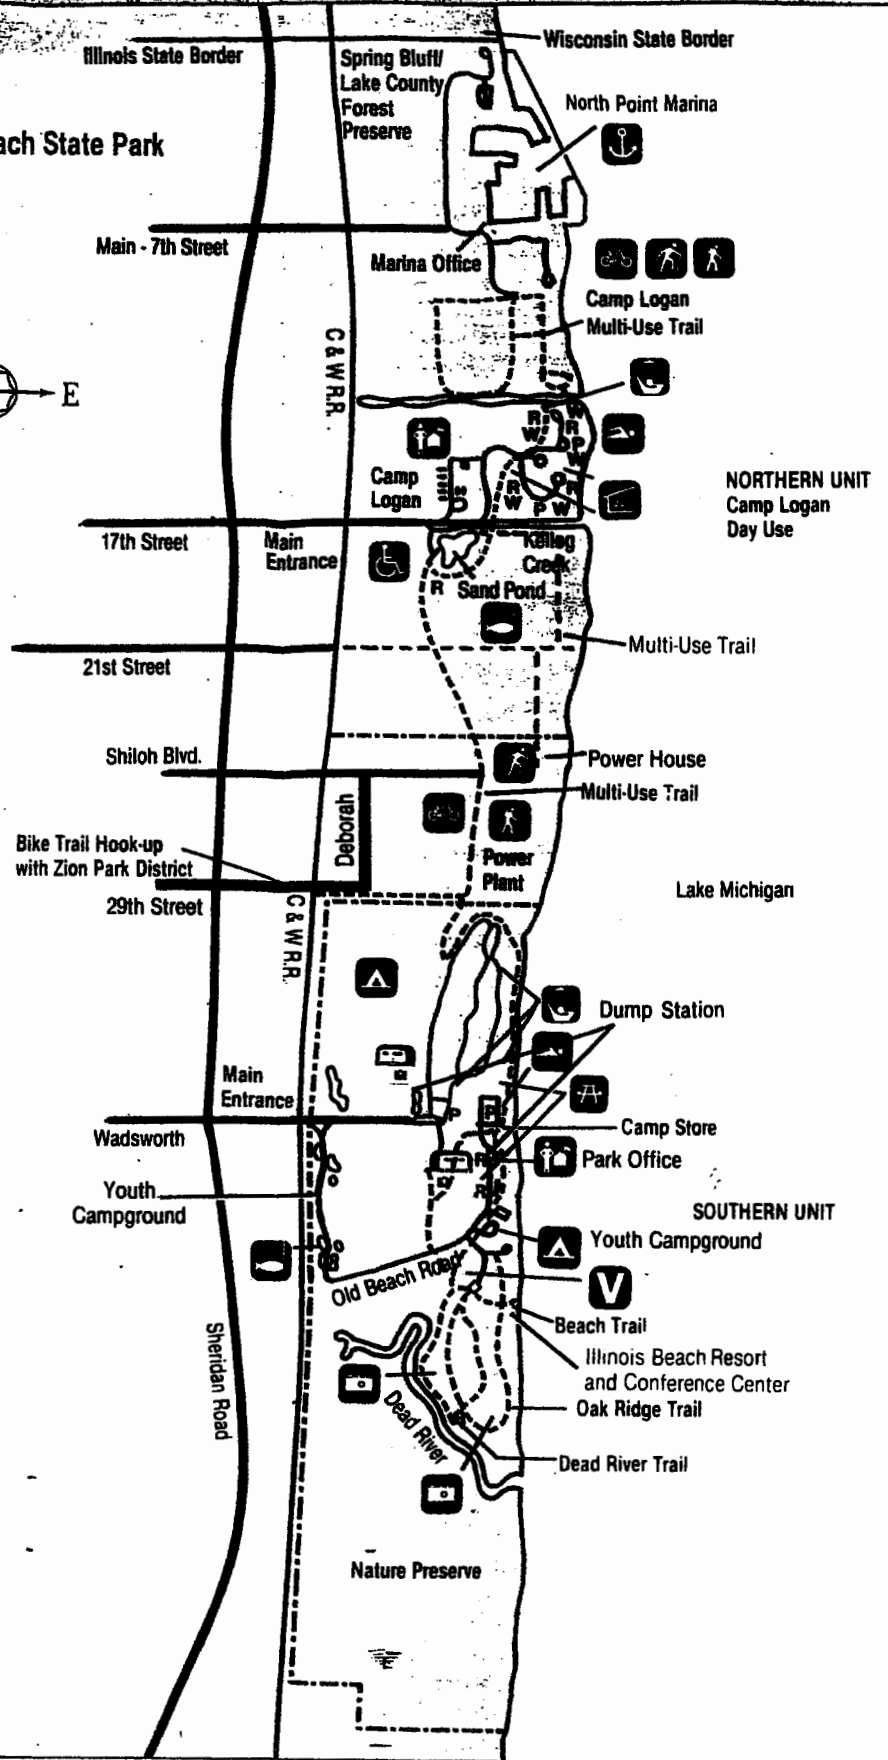 Illinois State Border
Wisconsin State Border
Spring Bluff/
Lake County
Forest
Preserve
North Point Marina
ach State Park
Main - 7th Street
Marina Office
Camp Logan
Multi-Use Trail
C & W R.R.
E
W
R
W
R
P
W
Camp
Logan
R
W
R
P
W
NORTHERN UNIT
Camp Logan
Day Use
17th Street
Main
Entrance
Kelleg
Creek
R
Sand Pond
Multi-Use Trail
21st Street
Shiloh Blvd.
Power House
Multi-Use Trail
Deborah
Bike Trail Hook-up
with Zion Park District
Power
Plant
29th Street
Lake Michigan
C & W R.R.
Dump Station
Main
Entrance
P
P
Camp Store
Wadsworth
R
Park Office
Youth
Campground
R
SOUTHERN UNIT
Youth Campground
Old Beach Road
V
Beach Trail
Sheridan Road
Illinois Beach Resort
and Conference Center
Dead River
Oak Ridge Trail
Dead River Trail
Nature Preserve